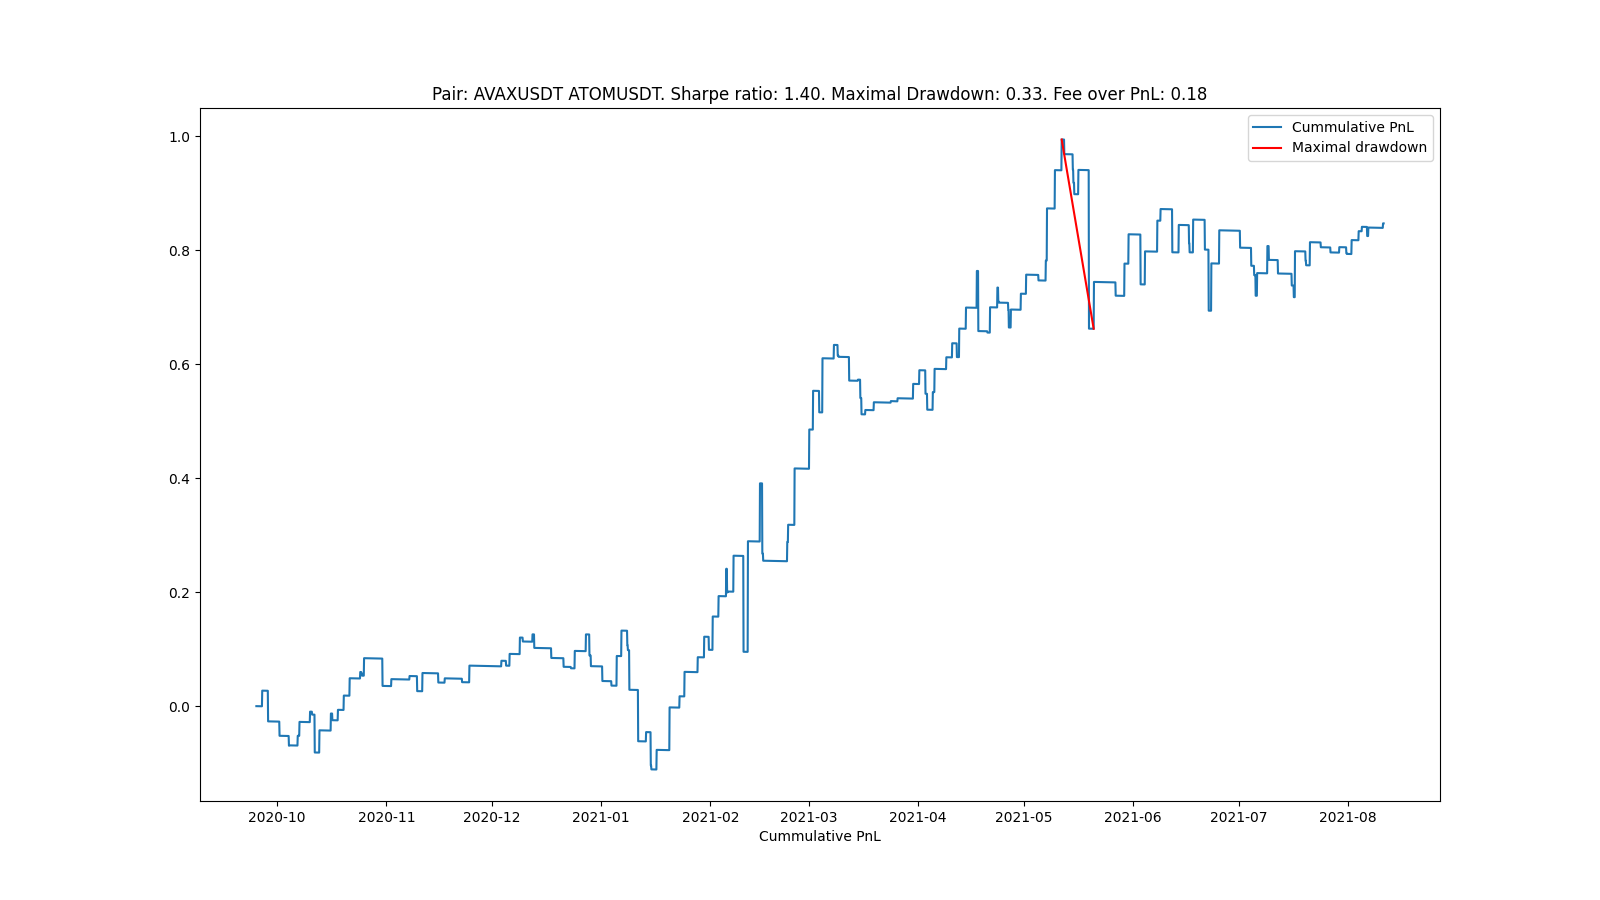 Pair: AVAXUSDT ATOMUSDT. Sharpe ratio: 1.40. Maximal Drawdown: 0.33. Fee over PnL: 0.18
Cummulative PnL
Maximal drawdown
1.0
0.8
0.6
0.4
0.2
0.0
2020-10 2020-11 2020-12 2021-01 2021-02 2021-03 2021-04 2021-05 2021-06 2021-07 2021-08
Cummulative PnL